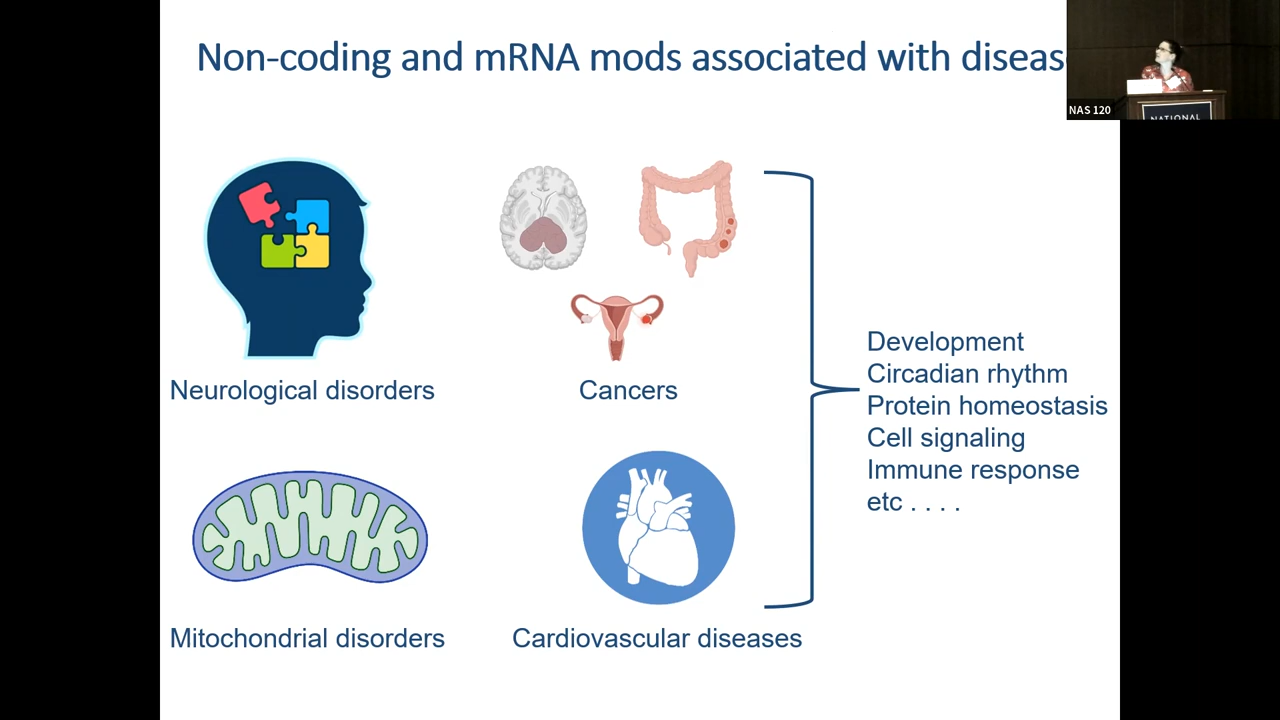 Non-coding and mRNA mods associated with diseas
NAS 120
NATIONAL
Neurological disorders
Cancers
Development
Circadian rhythm
Protein homeostasis
Cell signaling
Immune response
etc . . . .
Mitochondrial disorders
Cardiovascular diseases